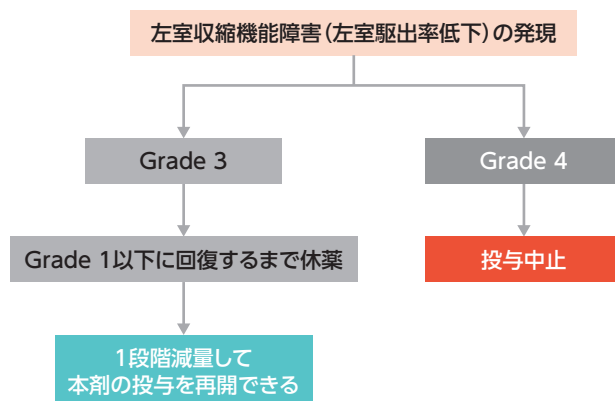 左室収縮機能障害（左室駆出率低下）の発現
Grade 3
Grade 4
Grade 1以下に回復するまで休薬
投与中止
1段階減量して
本剤の投与を再開できる